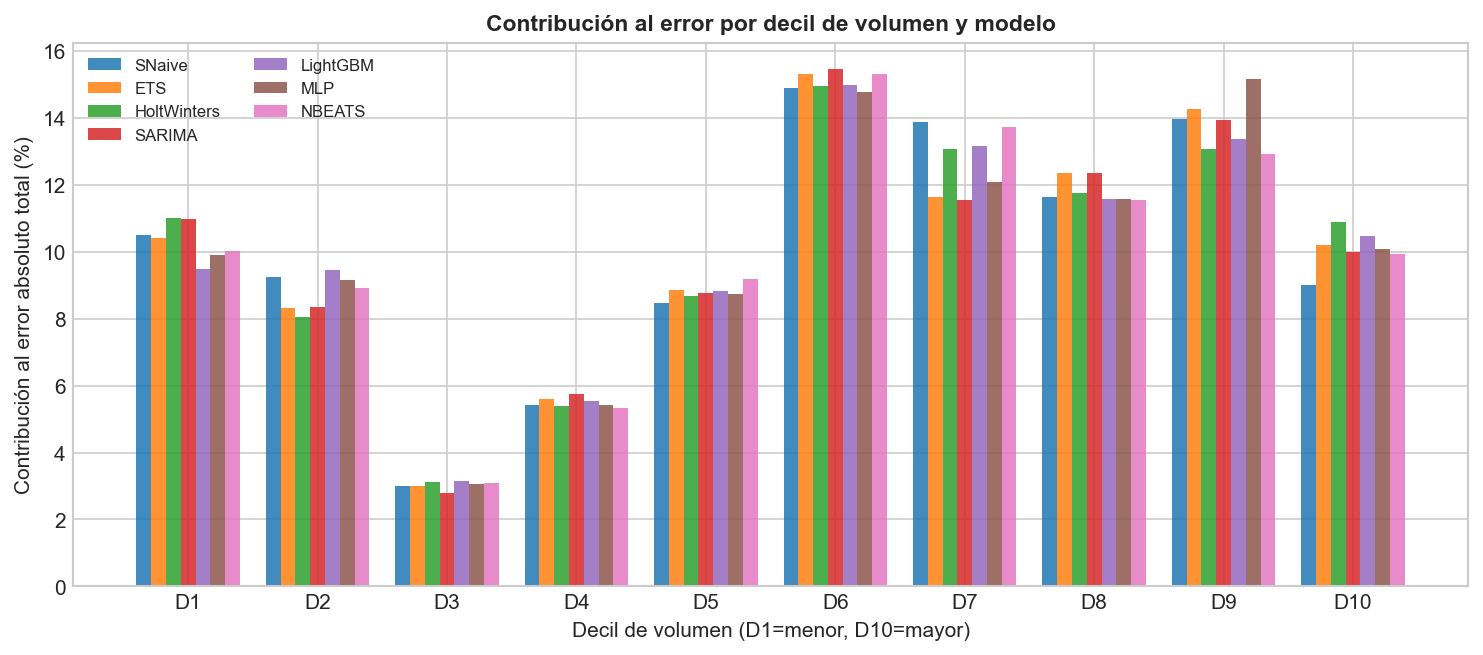 Contribución al error por decil de volumen y modelo
Contribución al error absoluto total (%)
16
14
12
10
8
6
4
2
0
SNaive
ETS
HoltWinters
SARIMA
LightGBM
MLP
NBEATS
D1 D2 D3 D4 D5 D6 D7 D8 D9 D10
Decil de volumen (D1=menor, D10=mayor)